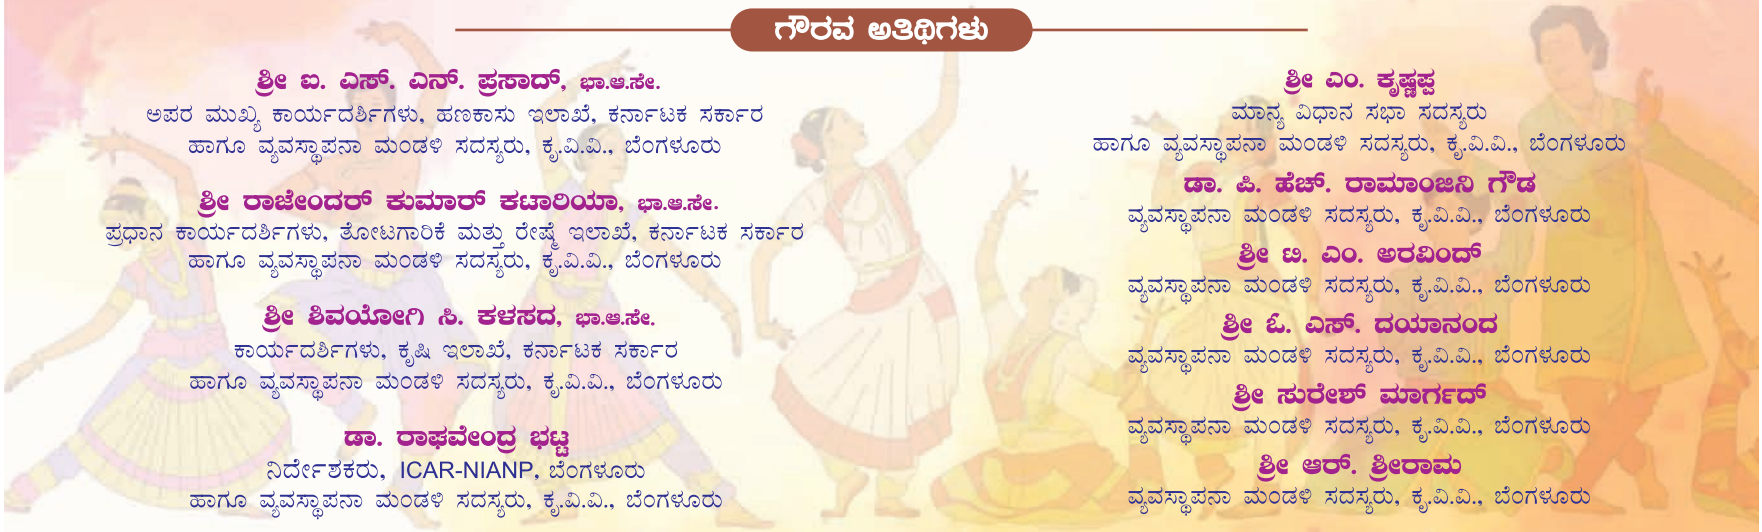 ಗೌರವ ಅತಿಥಿಗಳು
ಶ್ರೀ ಐ. ಎಸ್. ಎನ್. ಪ್ರಸಾದ್, ಭಾ.ಆ.ಸೇ.
ಅಪರ ಮುಖ್ಯ ಕಾರ್ಯದರ್ಶಿಗಳು, ಹಣಕಾಸು ಇಲಾಖೆ, ಕರ್ನಾಟಕ ಸರ್ಕಾರ
ಹಾಗೂ ವ್ಯವಸ್ಥಾಪನಾ ಮಂಡಳಿ ಸದಸ್ಯರು, ಕೃ.ವಿ.ವಿ., ಬೆಂಗಳೂರು
ಶ್ರೀ ರಾಜೇಂದರ್ ಕುಮಾರ್ ಕಟಾರಿಯಾ, ಭಾ.ಆ.ಸೇ.
ಪ್ರಧಾನ ಕಾರ್ಯದರ್ಶಿಗಳು, ತೋಟಗಾರಿಕೆ ಮತ್ತು ರೇಷ್ಮೆ ಇಲಾಖೆ, ಕರ್ನಾಟಕ ಸರ್ಕಾರ
ಹಾಗೂ ವ್ಯವಸ್ಥಾಪನಾ ಮಂಡಳಿ ಸದಸ್ಯರು, ಕೃ.ವಿ.ವಿ., ಬೆಂಗಳೂರು
ಶ್ರೀ ಶಿವಯೋಗಿ ಸಿ. ಕಳಸದ, ಭಾ.ಆ.ಸೇ.
ಕಾರ್ಯದರ್ಶಿಗಳು, ಕೃಷಿ ಇಲಾಖೆ, ಕರ್ನಾಟಕ ಸರ್ಕಾರ
ಹಾಗೂ ವ್ಯವಸ್ಥಾಪನಾ ಮಂಡಳಿ ಸದಸ್ಯರು, ಕೃ.ವಿ.ವಿ., ಬೆಂಗಳೂರು
ಡಾ. ರಾಘವೇಂದ್ರ ಭಟ್ಟ
ನಿರ್ದೇಶಕರು, ICAR-NIANP, ಬೆಂಗಳೂರು
ಹಾಗೂ ವ್ಯವಸ್ಥಾಪನಾ ಮಂಡಳಿ ಸದಸ್ಯರು, ಕೃ.ವಿ.ವಿ., ಬೆಂಗಳೂರು
ಶ್ರೀ ಎಂ. ಕೃಷ್ಣಪ್ಪ
ಮಾನ್ಯ ವಿಧಾನ ಸಭಾ ಸದಸ್ಯರು
ಹಾಗೂ ವ್ಯವಸ್ಥಾಪನಾ ಮಂಡಳಿ ಸದಸ್ಯರು, ಕೃ.ವಿ.ವಿ., ಬೆಂಗಳೂರು
ಡಾ. ಪಿ. ಹೆಚ್. ರಾಮಾಂಜಿನಿ ಗೌಡ
ವ್ಯವಸ್ಥಾಪನಾ ಮಂಡಳಿ ಸದಸ್ಯರು, ಕೃ.ವಿ.ವಿ., ಬೆಂಗಳೂರು
ಶ್ರೀ ಟಿ. ಎಂ. ಅರವಿಂದ್
ವ್ಯವಸ್ಥಾಪನಾ ಮಂಡಳಿ ಸದಸ್ಯರು, ಕೃ.ವಿ.ವಿ., ಬೆಂಗಳೂರು
ಶ್ರೀ ಓ. ಎಸ್. ದಯಾನಂದ
ವ್ಯವಸ್ಥಾಪನಾ ಮಂಡಳಿ ಸದಸ್ಯರು, ಕೃ.ವಿ.ವಿ., ಬೆಂಗಳೂರು
ಶ್ರೀ ಸುರೇಶ್ ಮಾರ್ಗದ್
ವ್ಯವಸ್ಥಾಪನಾ ಮಂಡಳಿ ಸದಸ್ಯರು, ಕೃ.ವಿ.ವಿ., ಬೆಂಗಳೂರು
ಶ್ರೀ ಆರ್. ಶ್ರೀರಾಮ
ವ್ಯವಸ್ಥಾಪನಾ ಮಂಡಳಿ ಸದಸ್ಯರು, ಕೃ.ವಿ.ವಿ., ಬೆಂಗಳೂರು